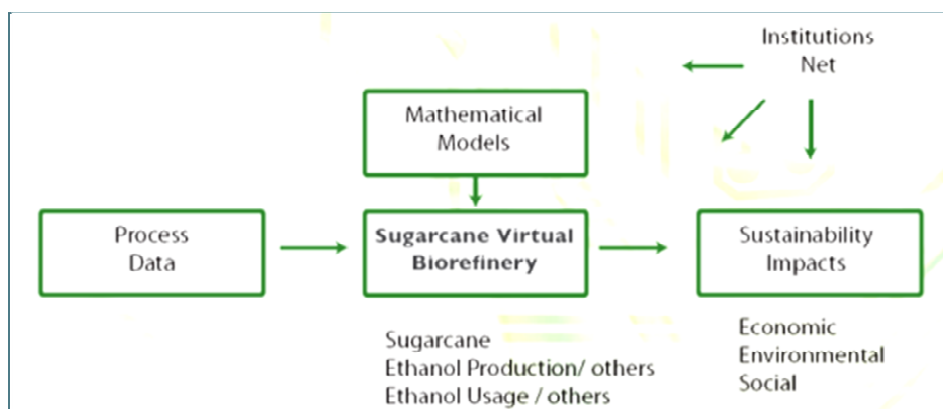 Institutions
Net
Mathematical
Models
Process
Data
Sugarcane Virtual
Biorefinery
Sustainability
Impacts
Sugarcane
Ethanol Production/ others
Ethanol Usage / others
Economic
Environmental
Social